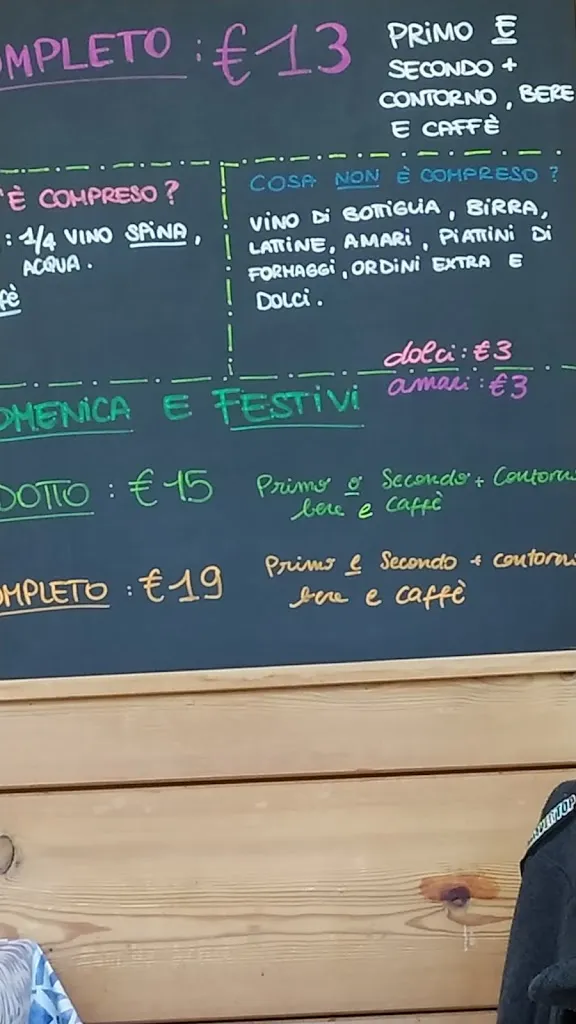 OMPLETO : €13
PRIMO E
SECONDO +
CONTORNO, BERE
E CAFFÈ
'È COMPRESO?
: 1/4 VINO SPINA,
ACQUA.
fè
COSA NON È COMPRESO?
VINO DI BOTTIGLIA, BIRRA,
LATTINE, AMARI, PIATTINI DI
FORMAGGI, ORDINI EXTRA E
DOLCI.
dolci: €3
amari: €3
OMENICA E FESTIVI
DOTTO : €15
Primo o Secondo + Contorno
bere e caffè
OMPLETO : €19
Primo e Secondo + contorno
bere e caffè